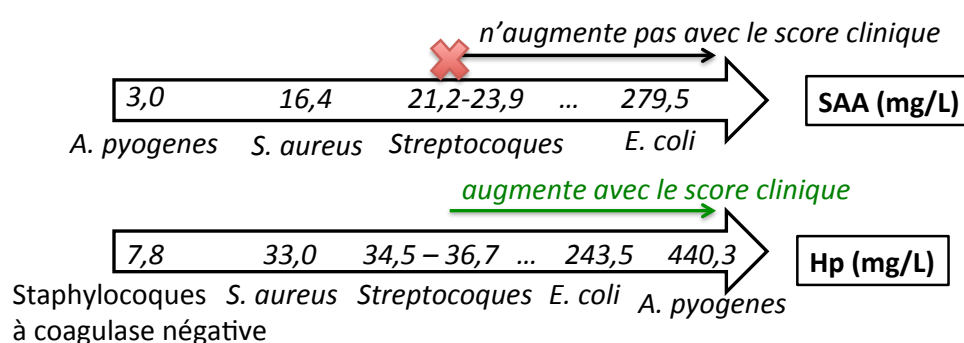 n'augmente pas avec le score clinique
3,0 16,4 21,2-23,9 ... 279,5 SAA (mg/L)
A. pyogenes S. aureus Streptocoques E. coli
augmente avec le score clinique
7,8 33,0 34,5 – 36,7 ... 243,5 440,3 Hp (mg/L)
Staphylocoques S. aureus Streptocoques E. coli A. pyogenes
à coagulase négative